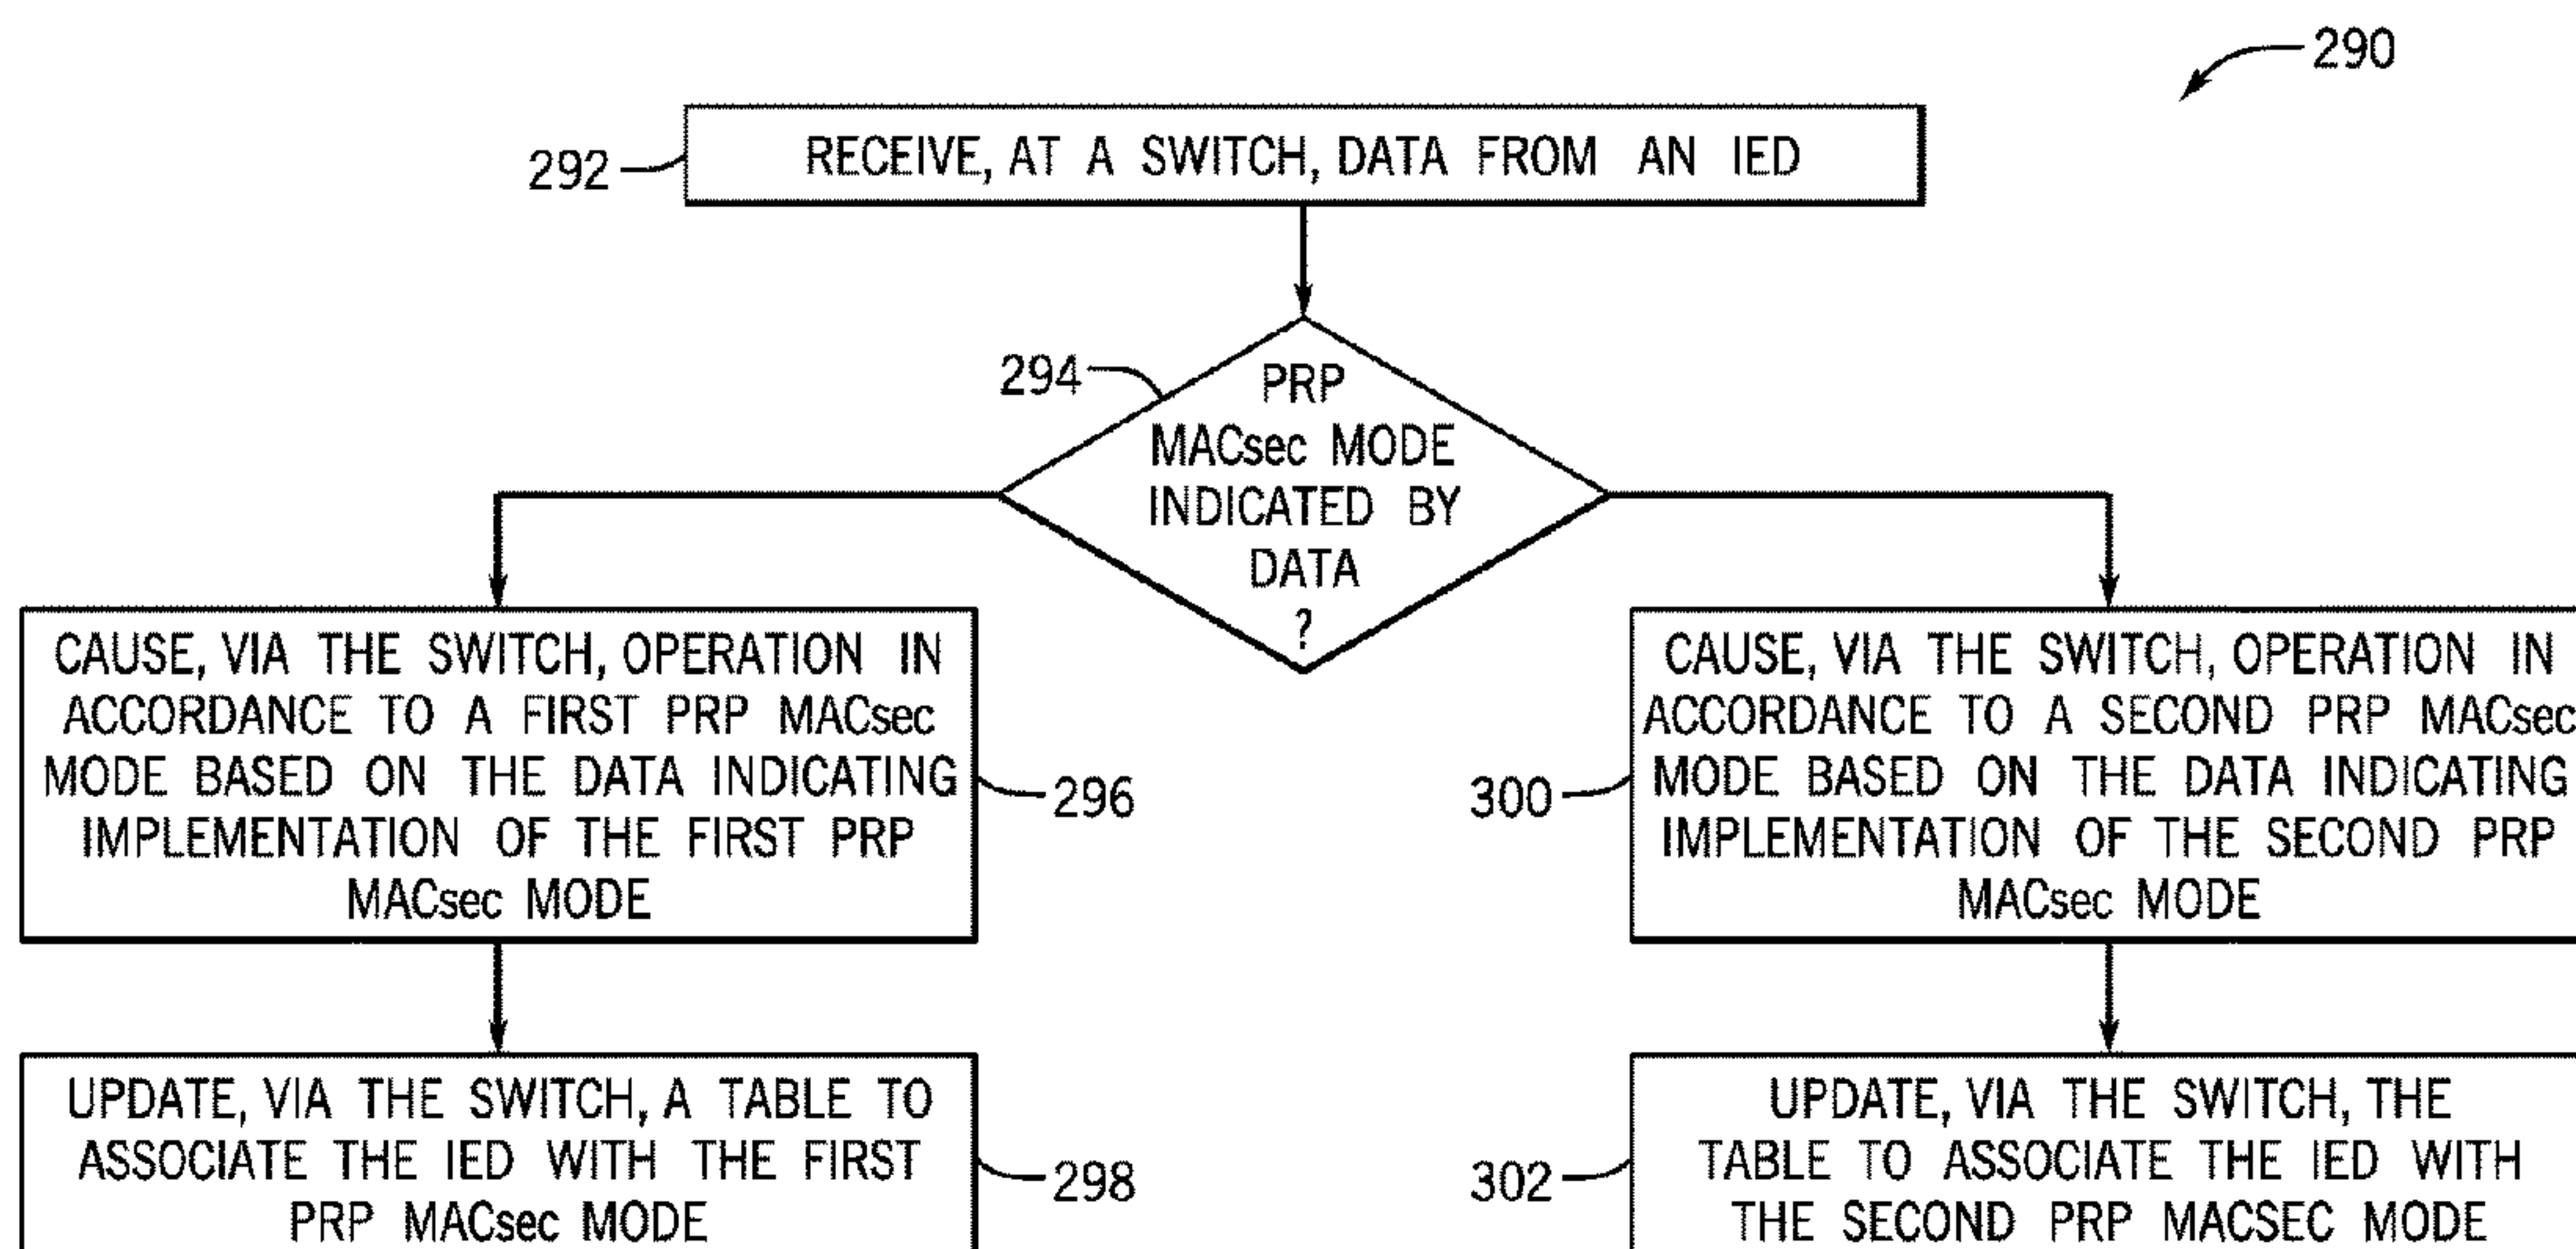 290
292
RECEIVE, AT A SWITCH, DATA FROM AN IED
294
PRP
MACsec MODE
INDICATED BY
DATA
?
CAUSE, VIA THE SWITCH, OPERATION IN
ACCORDANCE TO A FIRST PRP MACsec
MODE BASED ON THE DATA INDICATING
IMPLEMENTATION OF THE FIRST PRP
MACsec MODE
296
300
CAUSE, VIA THE SWITCH, OPERATION IN
ACCORDANCE TO A SECOND PRP MACsec
MODE BASED ON THE DATA INDICATING
IMPLEMENTATION OF THE SECOND PRP
MACsec MODE
UPDATE, VIA THE SWITCH, A TABLE TO
ASSOCIATE THE IED WITH THE FIRST
PRP MACsec MODE
298
302
UPDATE, VIA THE SWITCH, THE
TABLE TO ASSOCIATE THE IED WITH
THE SECOND PRP MACSEC MODE